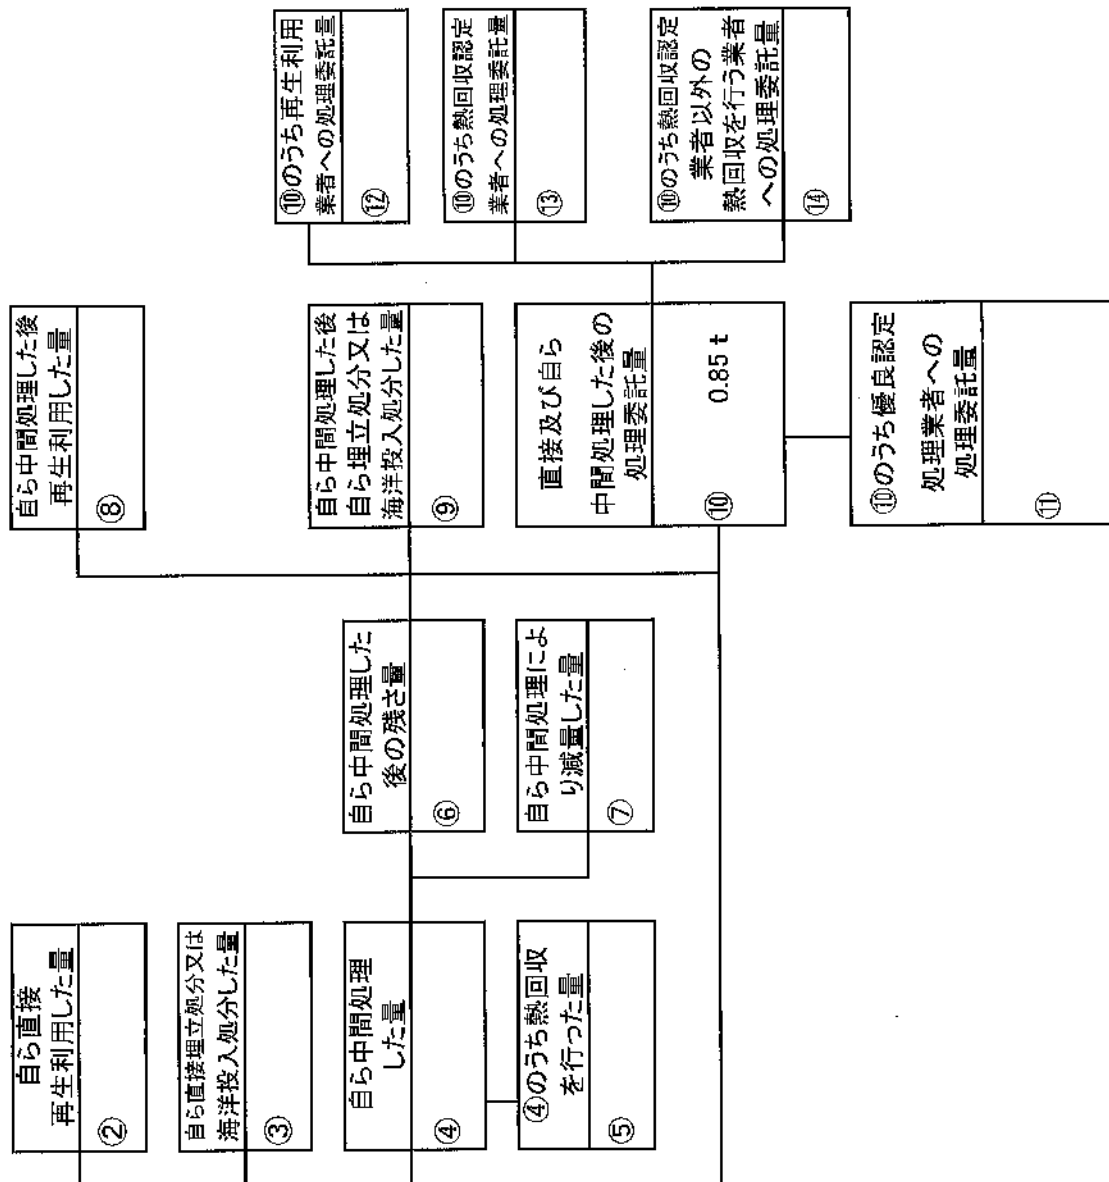 自ら直接
再生利用した量
②
自ら直接埋立処分又は
海洋投入処分した量
③
自ら中間処理
した量
④
④のうち熱回収
を行った量
⑤
自ら中間処理した
後の残さ量
⑥
自ら中間処理によ
り減量した量
⑦
自ら中間処理した後
再生利用した量
⑧
自ら中間処理した後
自ら埋立処分又は
海洋投入処分した量
⑨
直接及び自ら
中間処理した後の
処理委託量
⑩ 0.85 t
⑩のうち優良認定
処理業者への
処理委託量
⑪
⑩のうち再生利用
業者への処理委託量
⑫
⑩のうち熱回収認定
業者への処理委託量
⑬
⑩のうち熱回収認定
業者以外の
熱回収を行う業者
への処理委託量
⑭